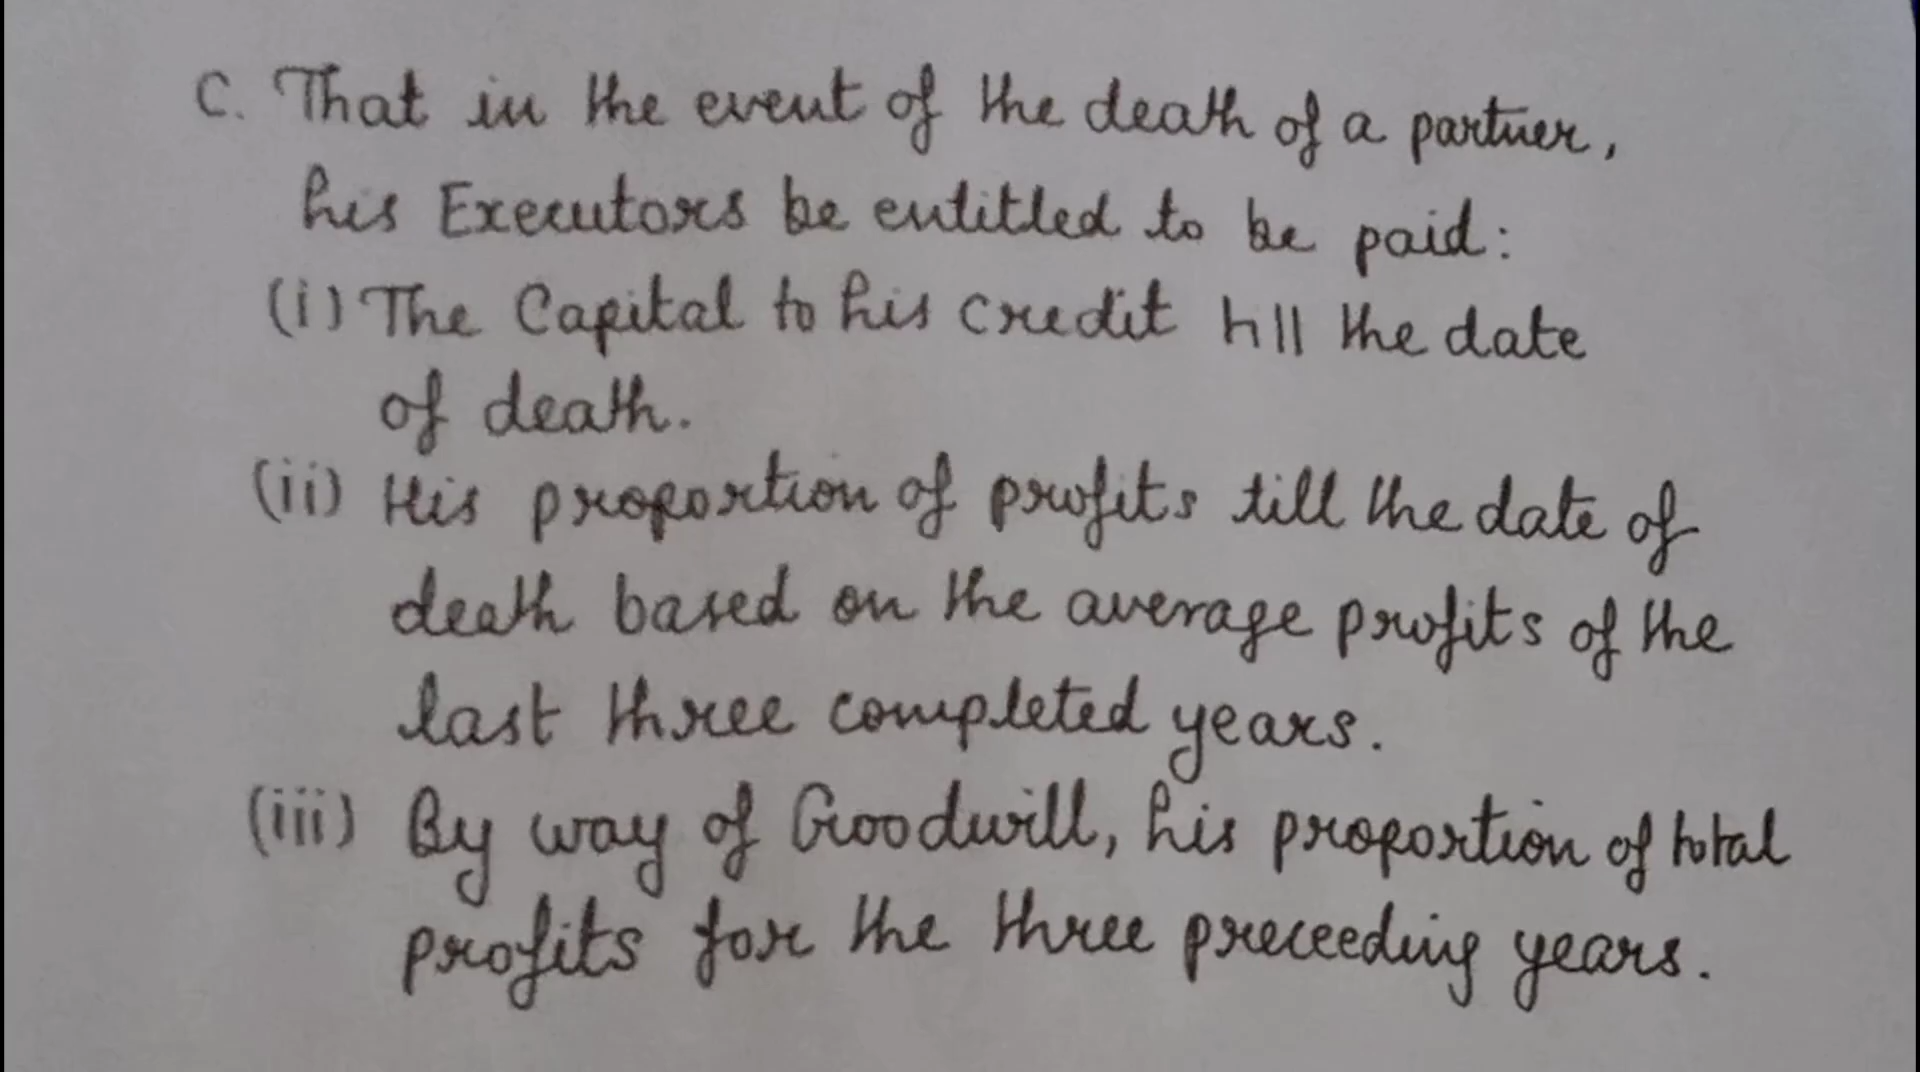 C. That in the event of the death of a partner,
his Executors be entitled to be paid:
(i) The Capital to his credit till the date
of death.
(ii) His proportion of profits till the date of
death based on the average profits of the
last three completed years.
(iii) By way of Goodwill, his proportion of total
profits for the three preceeding years.